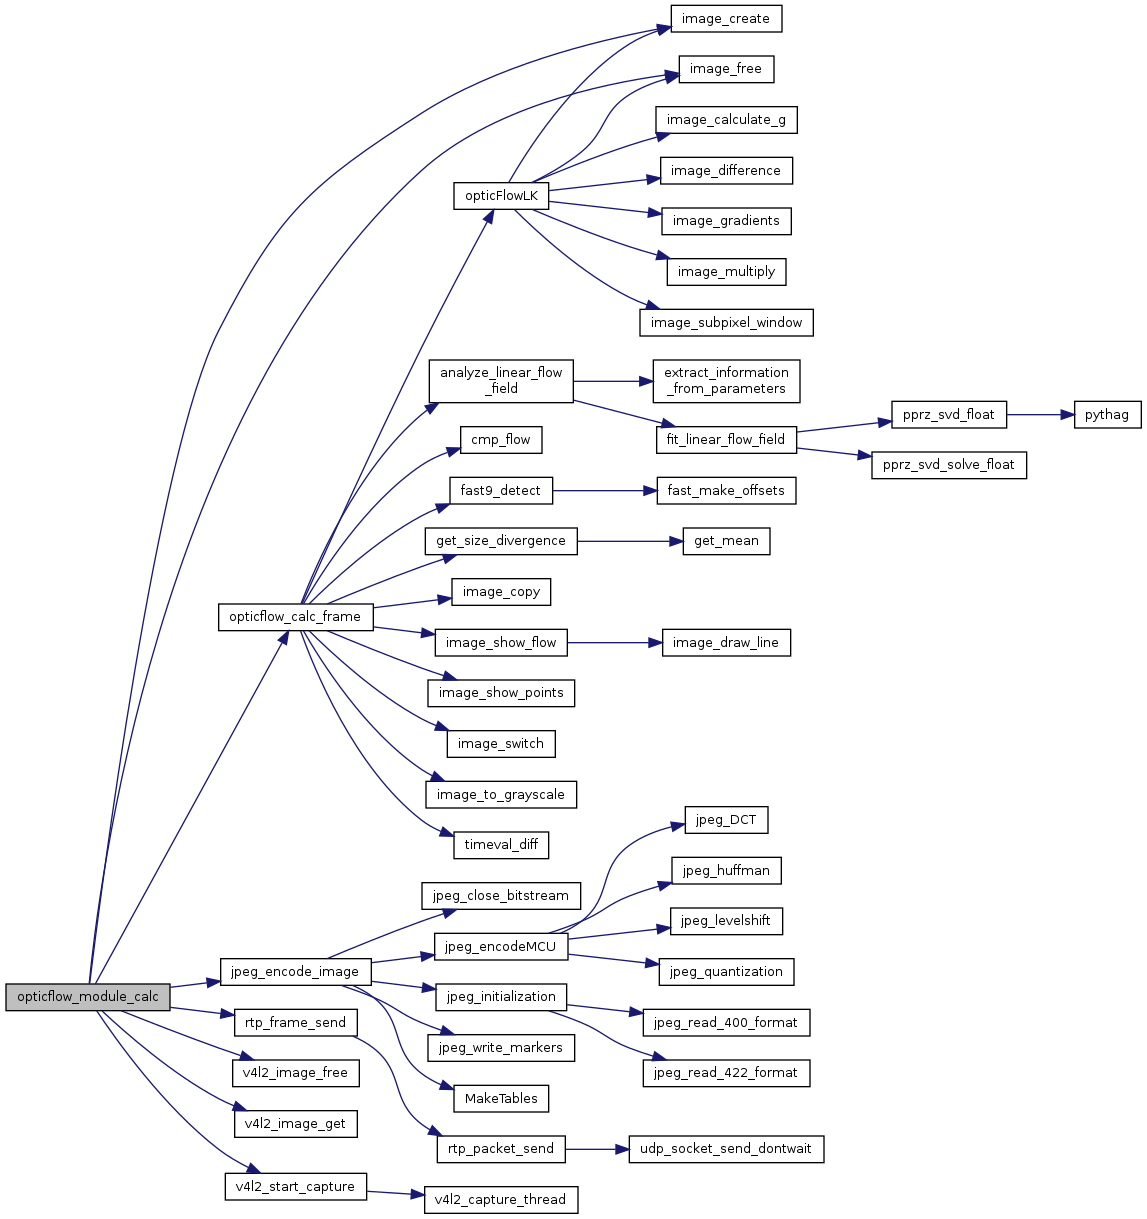 image_create
image_free
image_calculate_g
image_difference
opticFlowLK
image_gradients
image_multiply
image_subpixel_window
analyze_linear_flow
_field
extract_information
_from_parameters
pprz_svd_float
pythag
cmp_flow
fit_linear_flow_field
pprz_svd_solve_float
fast9_detect
fast_make_offsets
get_size_divergence
get_mean
image_copy
opticflow_calc_frame
image_show_flow
image_draw_line
image_show_points
image_switch
image_to_grayscale
jpeg_DCT
timeval_diff
jpeg_huffman
jpeg_close_bitstream
jpeg_levelshift
jpeg_encodeMCU
jpeg_encode_image
jpeg_quantization
opticflow_module_calc
jpeg_initialization
rtp_frame_send
jpeg_read_400_format
jpeg_write_markers
v4l2_image_free
jpeg_read_422_format
MakeTables
v4l2_image_get
rtp_packet_send
udp_socket_send_dontwait
v4l2_start_capture
v4l2_capture_thread